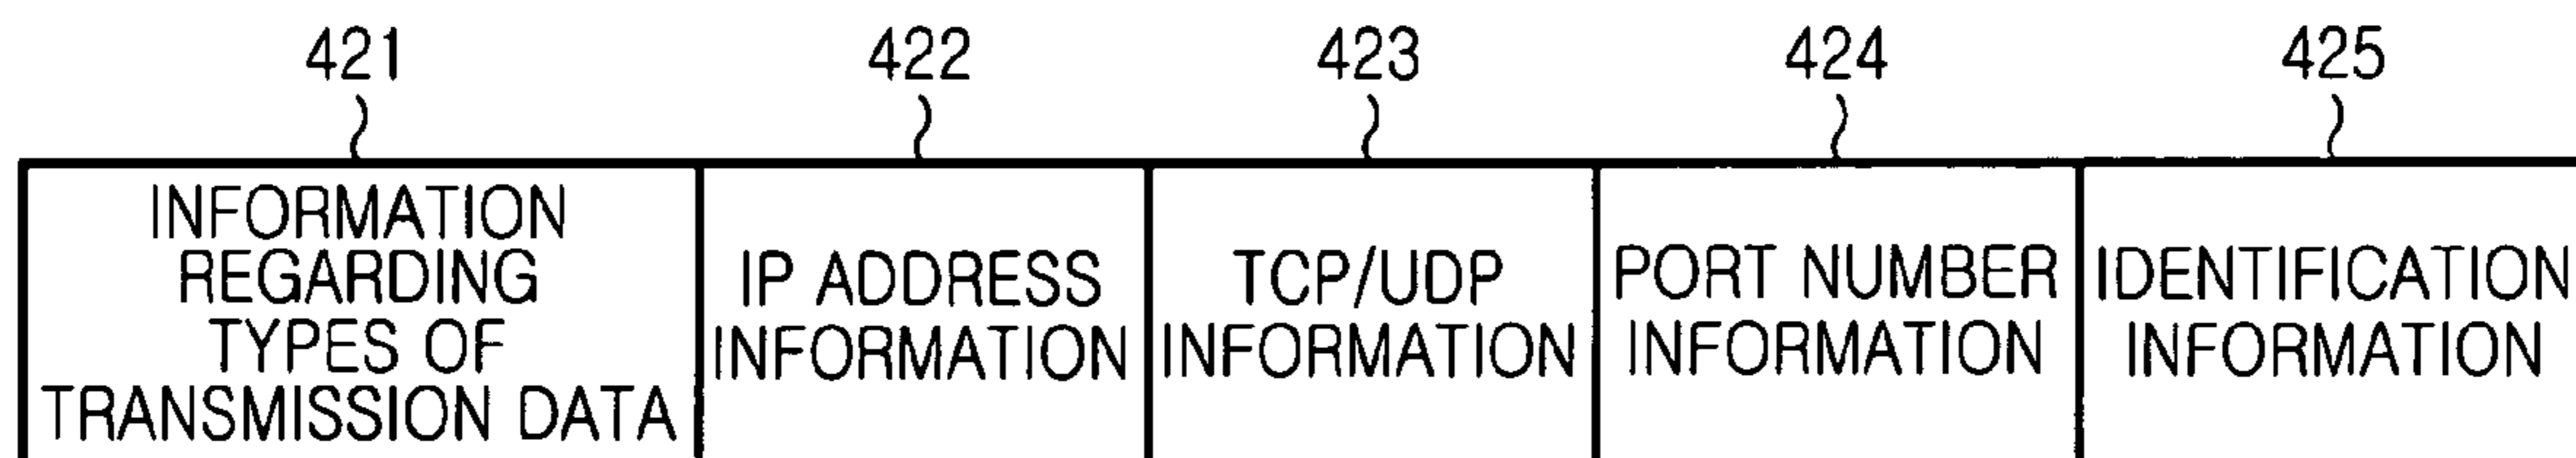 421 422 423 424 425
INFORMATION
REGARDING
TYPES OF
TRANSMISSION DATA
IP ADDRESS
INFORMATION
TCP/UDP
INFORMATION
PORT NUMBER
INFORMATION
IDENTIFICATION
INFORMATION